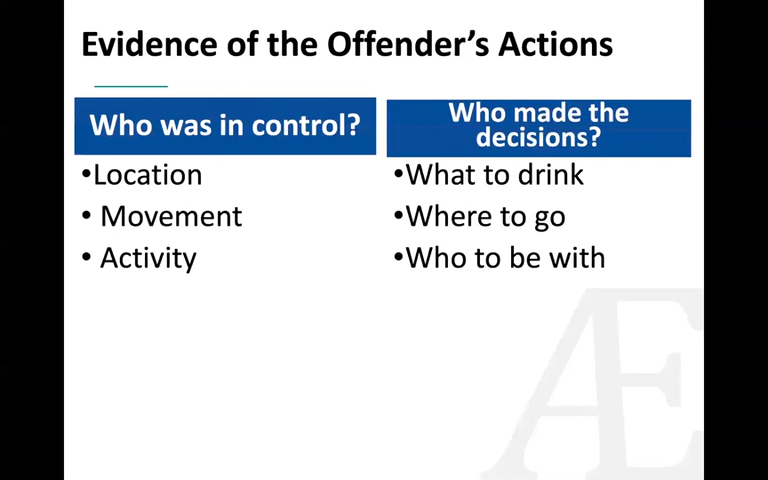 Evidence of the Offender's Actions
Who was in control?
•Location
• Movement
• Activity
Who made the
decisions?
•What to drink
•Where to go
•Who to be with
Æ